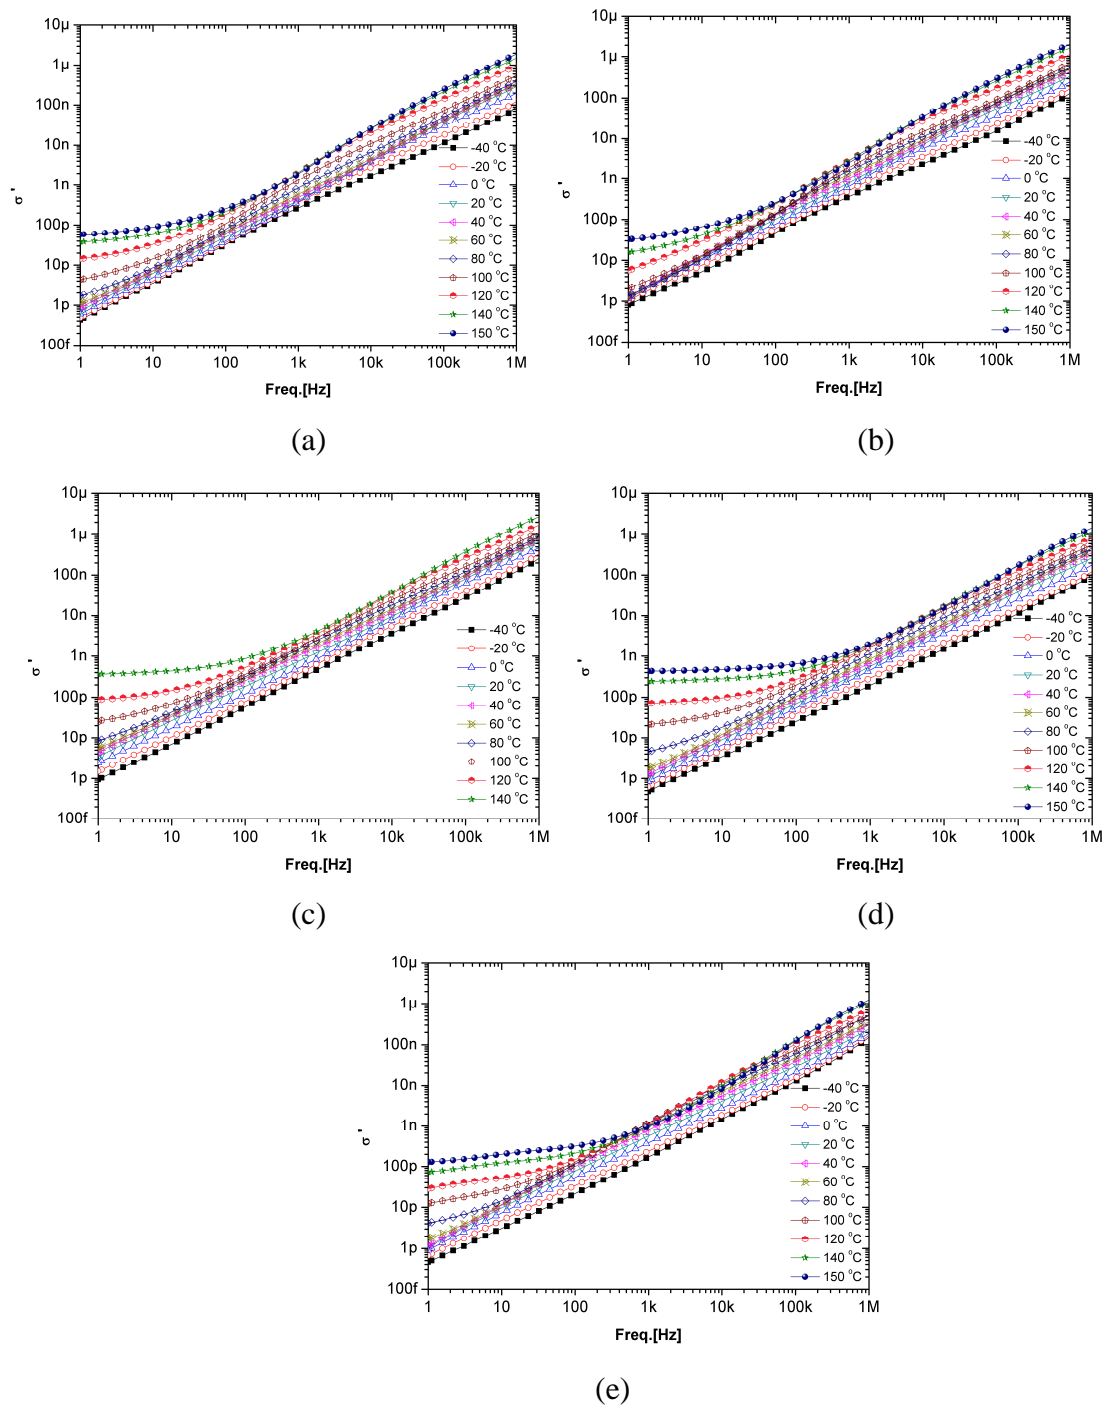 10µ
1µ
100n
10n
1n
100p
10p
1p
100f
σ '
1 10 100 1k 10k 100k 1M
Freq.[Hz]
-40 °C
-20 °C
0 °C
20 °C
40 °C
60 °C
80 °C
100 °C
120 °C
140 °C
150 °C
(a)
10µ
1µ
100n
10n
1n
100p
10p
1p
100f
σ '
1 10 100 1k 10k 100k 1M
Freq.[Hz]
-40 °C
-20 °C
0 °C
20 °C
40 °C
60 °C
80 °C
100 °C
120 °C
140 °C
150 °C
(b)
10µ
1µ
100n
10n
1n
100p
10p
1p
100f
σ '
1 10 100 1k 10k 100k 1M
Freq.[Hz]
-40 °C
-20 °C
0 °C
20 °C
40 °C
60 °C
80 °C
100 °C
120 °C
140 °C
(c)
10µ
1µ
100n
10n
1n
100p
10p
1p
100f
σ '
1 10 100 1k 10k 100k 1M
Freq.[Hz]
-40 °C
-20 °C
0 °C
20 °C
40 °C
60 °C
80 °C
100 °C
120 °C
140 °C
150 °C
(d)
10µ
1µ
100n
10n
1n
100p
10p
1p
100f
σ '
1 10 100 1k 10k 100k 1M
Freq.[Hz]
-40 °C
-20 °C
0 °C
20 °C
40 °C
60 °C
80 °C
100 °C
120 °C
140 °C
150 °C
(e)